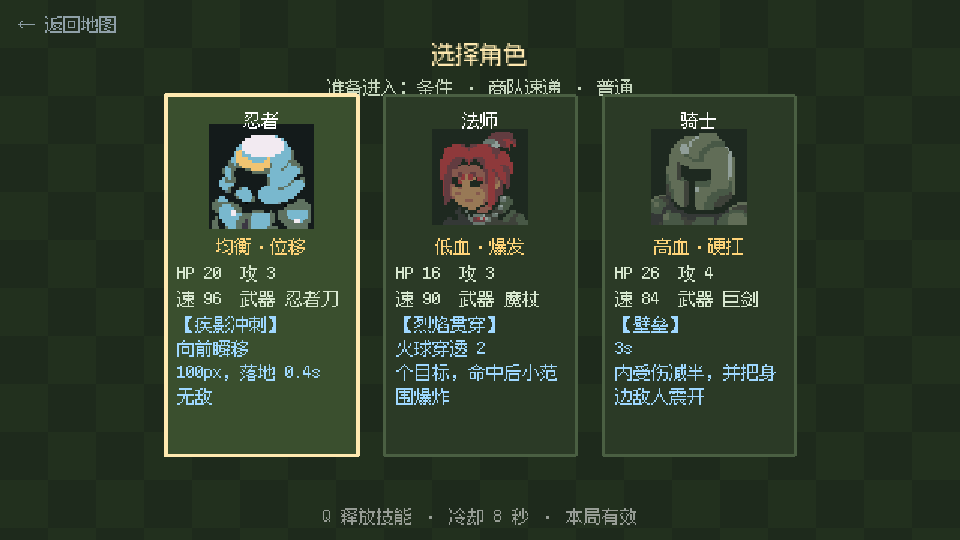 ← 返回地图
选择角色
准备进入: 条件 · 商队速递 · 普通
忍者
均衡·位移
HP 20 攻 3
速 96 武器 忍者刀
【疾影冲刺】
向前瞬移
100px, 落地 0.4s
无敌
法师
低血·爆发
HP 16 攻 3
速 90 武器 魔杖
【烈焰贯穿】
火球穿透 2
个目标, 命中后小范
围爆炸
骑士
高血·硬扛
HP 26 攻 4
速 84 武器 巨剑
【壁垒】
3s
内受伤减半, 并把身
边敌人震开
Q 释放技能 · 冷却 8 秒 · 本局有效